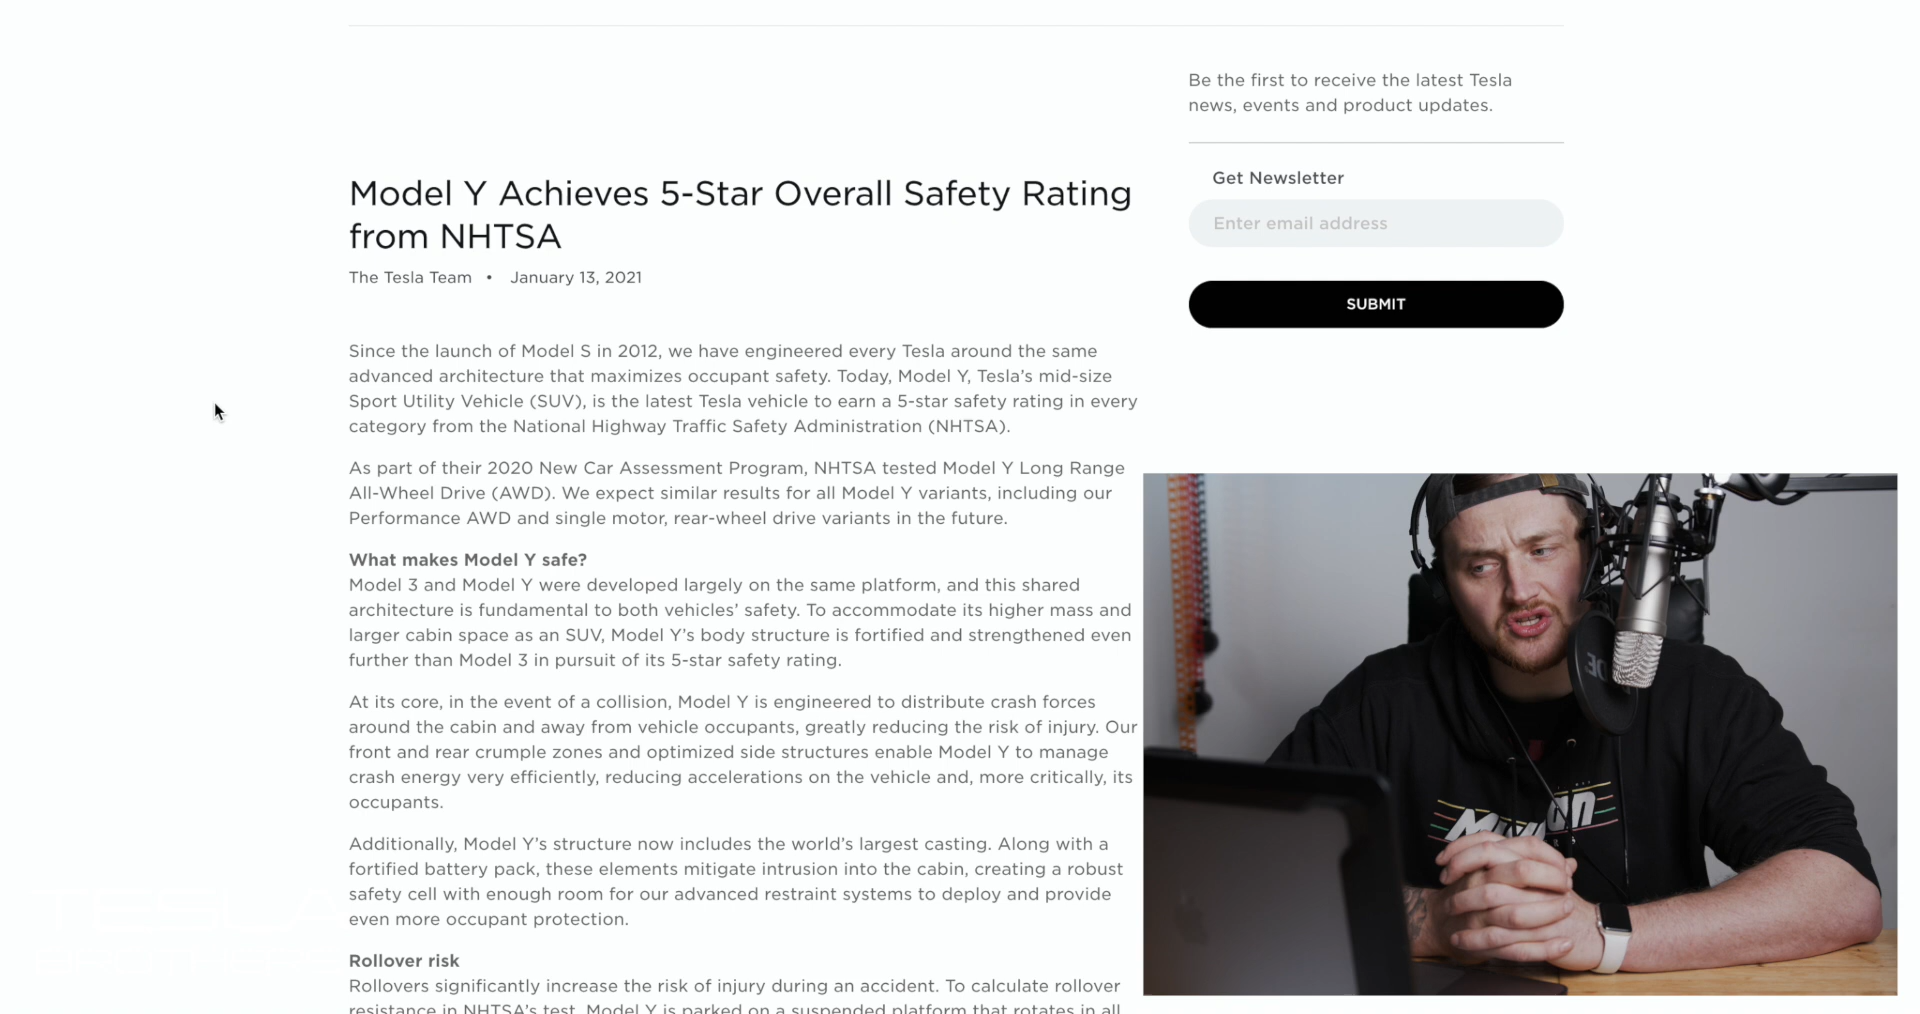 Be the first to receive the latest Tesla
news, events and product updates.
Get Newsletter
Enter email address
SUBMIT
Model Y Achieves 5-Star Overall Safety Rating
from NHTSA
The Tesla Team • January 13, 2021
Since the launch of Model S in 2012, we have engineered every Tesla around the same
advanced architecture that maximizes occupant safety. Today, Model Y, Tesla’s mid-size
Sport Utility Vehicle (SUV), is the latest Tesla vehicle to earn a 5-star safety rating in every
category from the National Highway Traffic Safety Administration (NHTSA).
As part of their 2020 New Car Assessment Program, NHTSA tested Model Y Long Range
All-Wheel Drive (AWD). We expect similar results for all Model Y variants, including our
Performance AWD and single motor, rear-wheel drive variants in the future.
What makes Model Y safe?
Model 3 and Model Y were developed largely on the same platform, and this shared
architecture is fundamental to both vehicles’ safety. To accommodate its higher mass and
larger cabin space as an SUV, Model Y’s body structure is fortified and strengthened even
further than Model 3 in pursuit of its 5-star safety rating.
At its core, in the event of a collision, Model Y is engineered to distribute crash forces
around the cabin and away from vehicle occupants, greatly reducing the risk of injury. Our
front and rear crumple zones and optimized side structures enable Model Y to manage
crash energy very efficiently, reducing accelerations on the vehicle and, more critically, its
occupants.
Additionally, Model Y’s structure now includes the world’s largest casting. Along with a
fortified battery pack, these elements mitigate intrusion into the cabin, creating a robust
safety cell with enough room for our advanced restraint systems to deploy and provide
even more occupant protection.
Rollover risk
Rollovers significantly increase the risk of injury during an accident. To calculate rollover
resistance in NHTSA’s test, Model Y is parked on a suspended platform that rotates in all